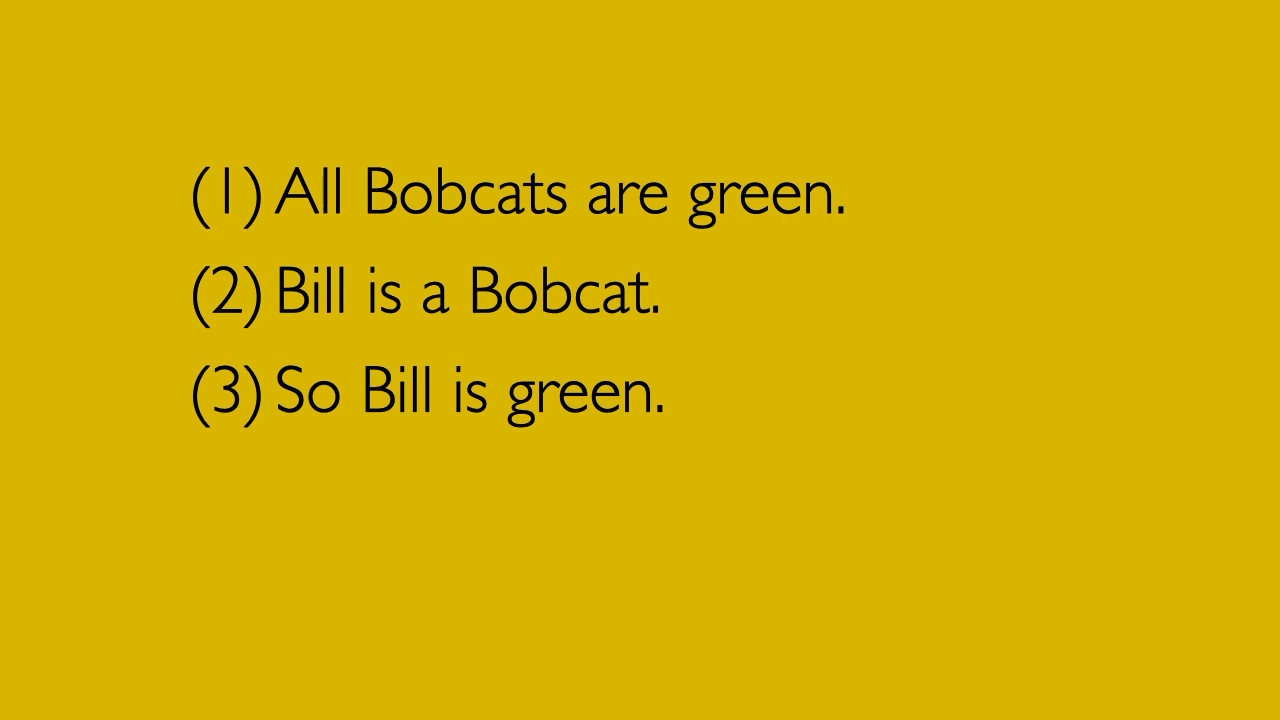 (1) All Bobcats are green.
(2) Bill is a Bobcat.
(3) So Bill is green.